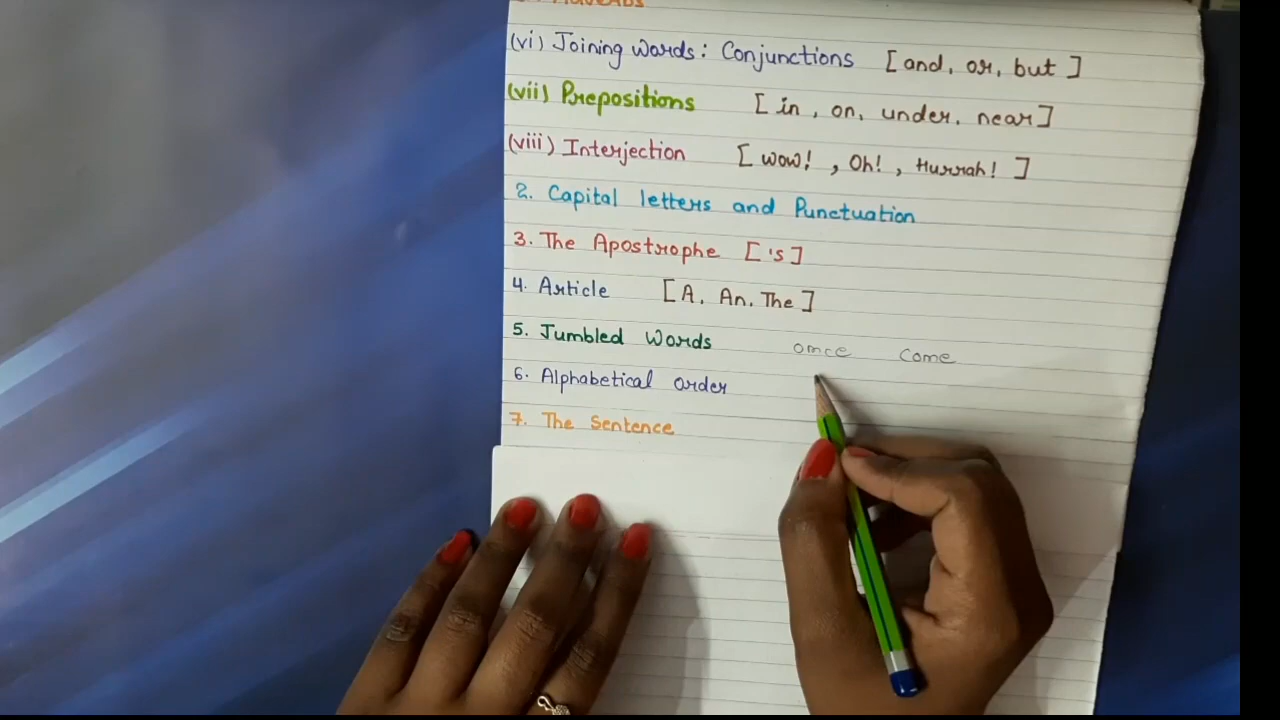 (vi) Joining Words: Conjunctions [and, or, but]
(vii) Prepositions [in, on, under, near]
(viii) Interjection [wow!, Oh!, Hurrah!]
2. Capital letters and Punctuation
3. The Apostrophe ['s]
4. Article [A, An, The]
5. Jumbled Words omce come
6. Alphabetical order
7. The Sentence